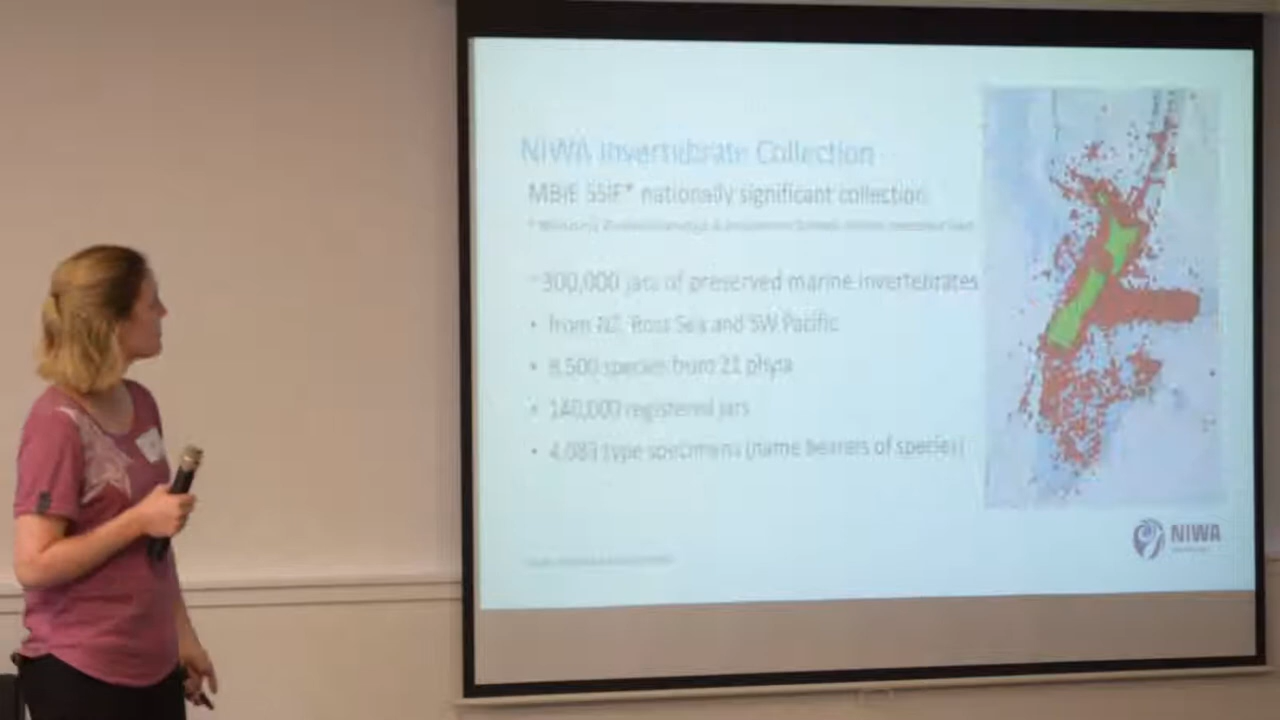 NIWA Invertebrate Collection
MBIE SSIF* nationally significant collection
~300,000 jars of preserved marine invertebrates
• from NZ, Ross Sea and SW Pacific
• 8,500 species from 21 phyla
• 140,000 registered jars
• type specimens (name bearers of species)
NIWA